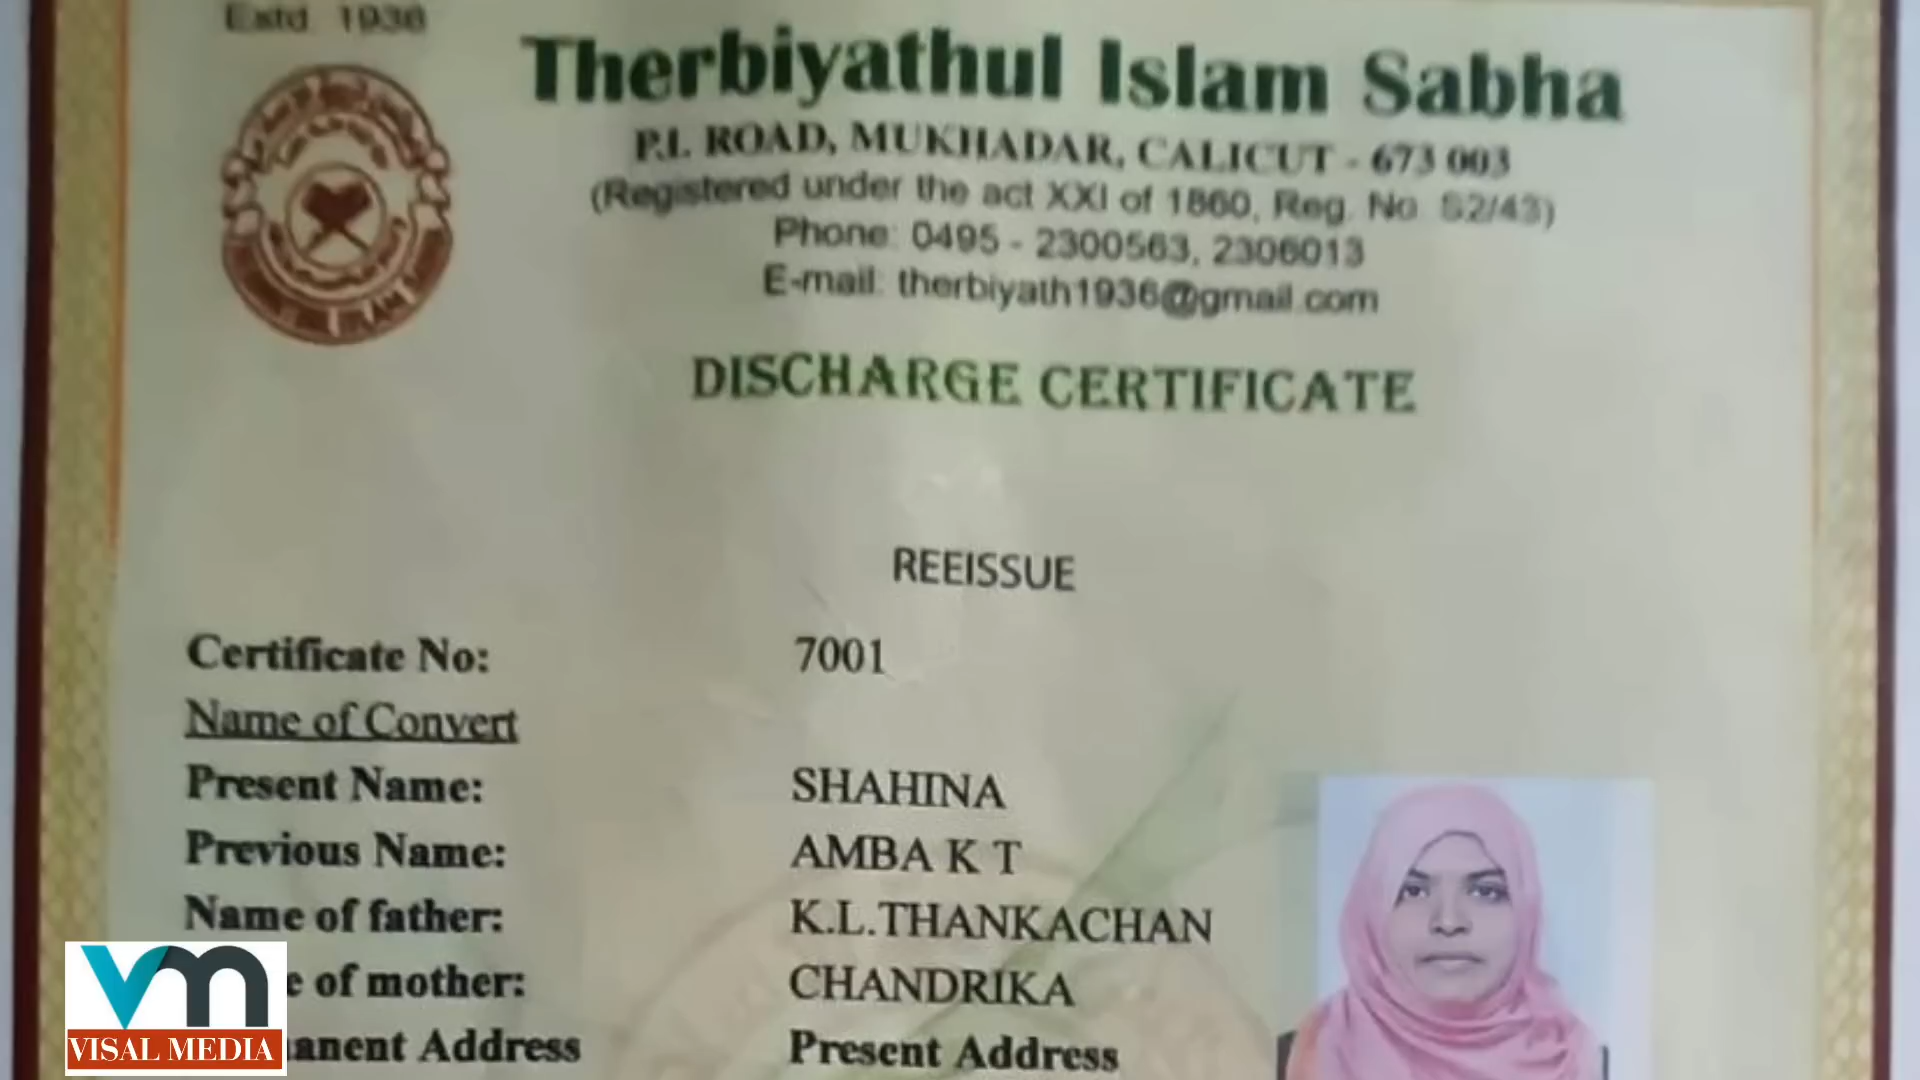 Estd. 1936
Therbiyathul Islam Sabha
P.I. ROAD, MUKHADAR, CALICUT - 673 003
(Registered under the act XXI of 1860, Reg. No. S2/43)
Phone: 0495 - 2300563, 2306013
E-mail: therbiyath1936@gmail.com
DISCHARGE CERTIFICATE
REEISSUE
Certificate No: 7001
Name of Convert
Present Name: SHAHINA
Previous Name: AMBA K T
Name of father: K.L.THANKACHAN
e of mother: CHANDRIKA
anent Address Present Address
vm
VISAL MEDIA